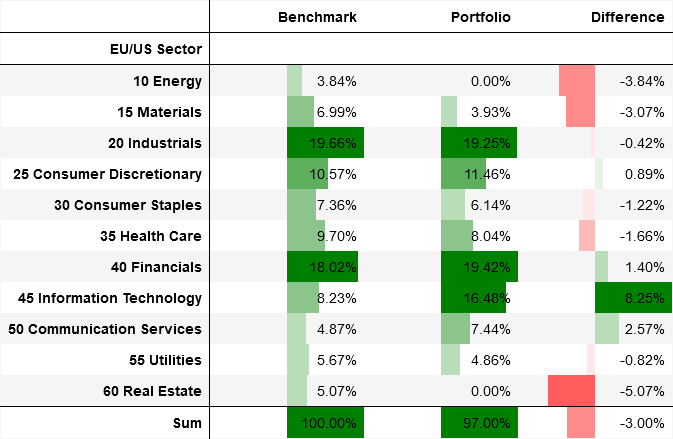 Benchmark Portfolio Difference
EU/US Sector
10 Energy 3.84% 0.00% -3.84%
15 Materials 6.99% 3.93% -3.07%
20 Industrials 19.66% 19.25% -0.42%
25 Consumer Discretionary 10.57% 11.46% 0.89%
30 Consumer Staples 7.36% 6.14% -1.22%
35 Health Care 9.70% 8.04% -1.66%
40 Financials 18.02% 19.42% 1.40%
45 Information Technology 8.23% 16.48% 8.25%
50 Communication Services 4.87% 7.44% 2.57%
55 Utilities 5.67% 4.86% -0.82%
60 Real Estate 5.07% 0.00% -5.07%
Sum 100.00% 97.00% -3.00%